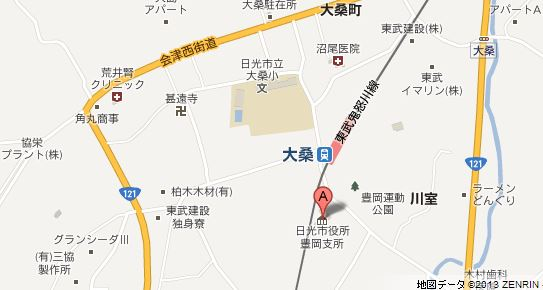 アパート
大桑駐在所
大桑町
アパートA
会津西街道
沼尾医院
東武建設(株)
大桑
荒井腎
クリニック
日光市立
大桑小
東武
イマリン(株)
甚遠寺
角丸商事
東武鬼怒川線
協栄
プラント(株)
大桑
121
121
柏木木材(有)
A
豊岡運動
公園
川室
ラーメン
どんぐり
東武建設
独身寮
日光市役所
豊岡支所
グランシーダIII
(有)三協
製作所
木村歯科
地図データ ©2013 ZENRIN